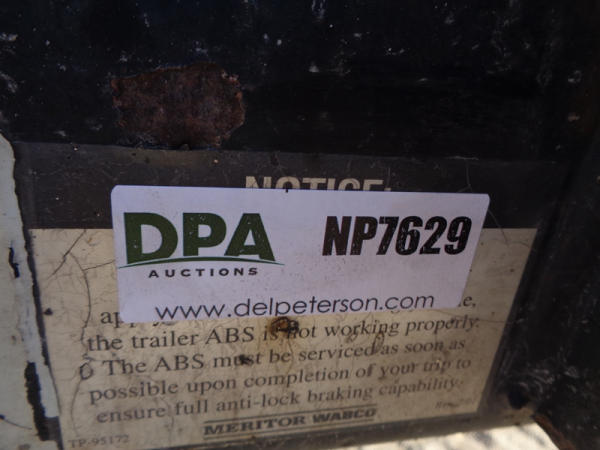 NOTICE:
DPA
AUCTIONS
NP7629
www.delpeterson.com
the trailer ABS is not working properly.
The ABS must be serviced as soon as
possible upon completion of your trip to
ensure full anti-lock braking capability.
MERITOR WABCO
TP-95172